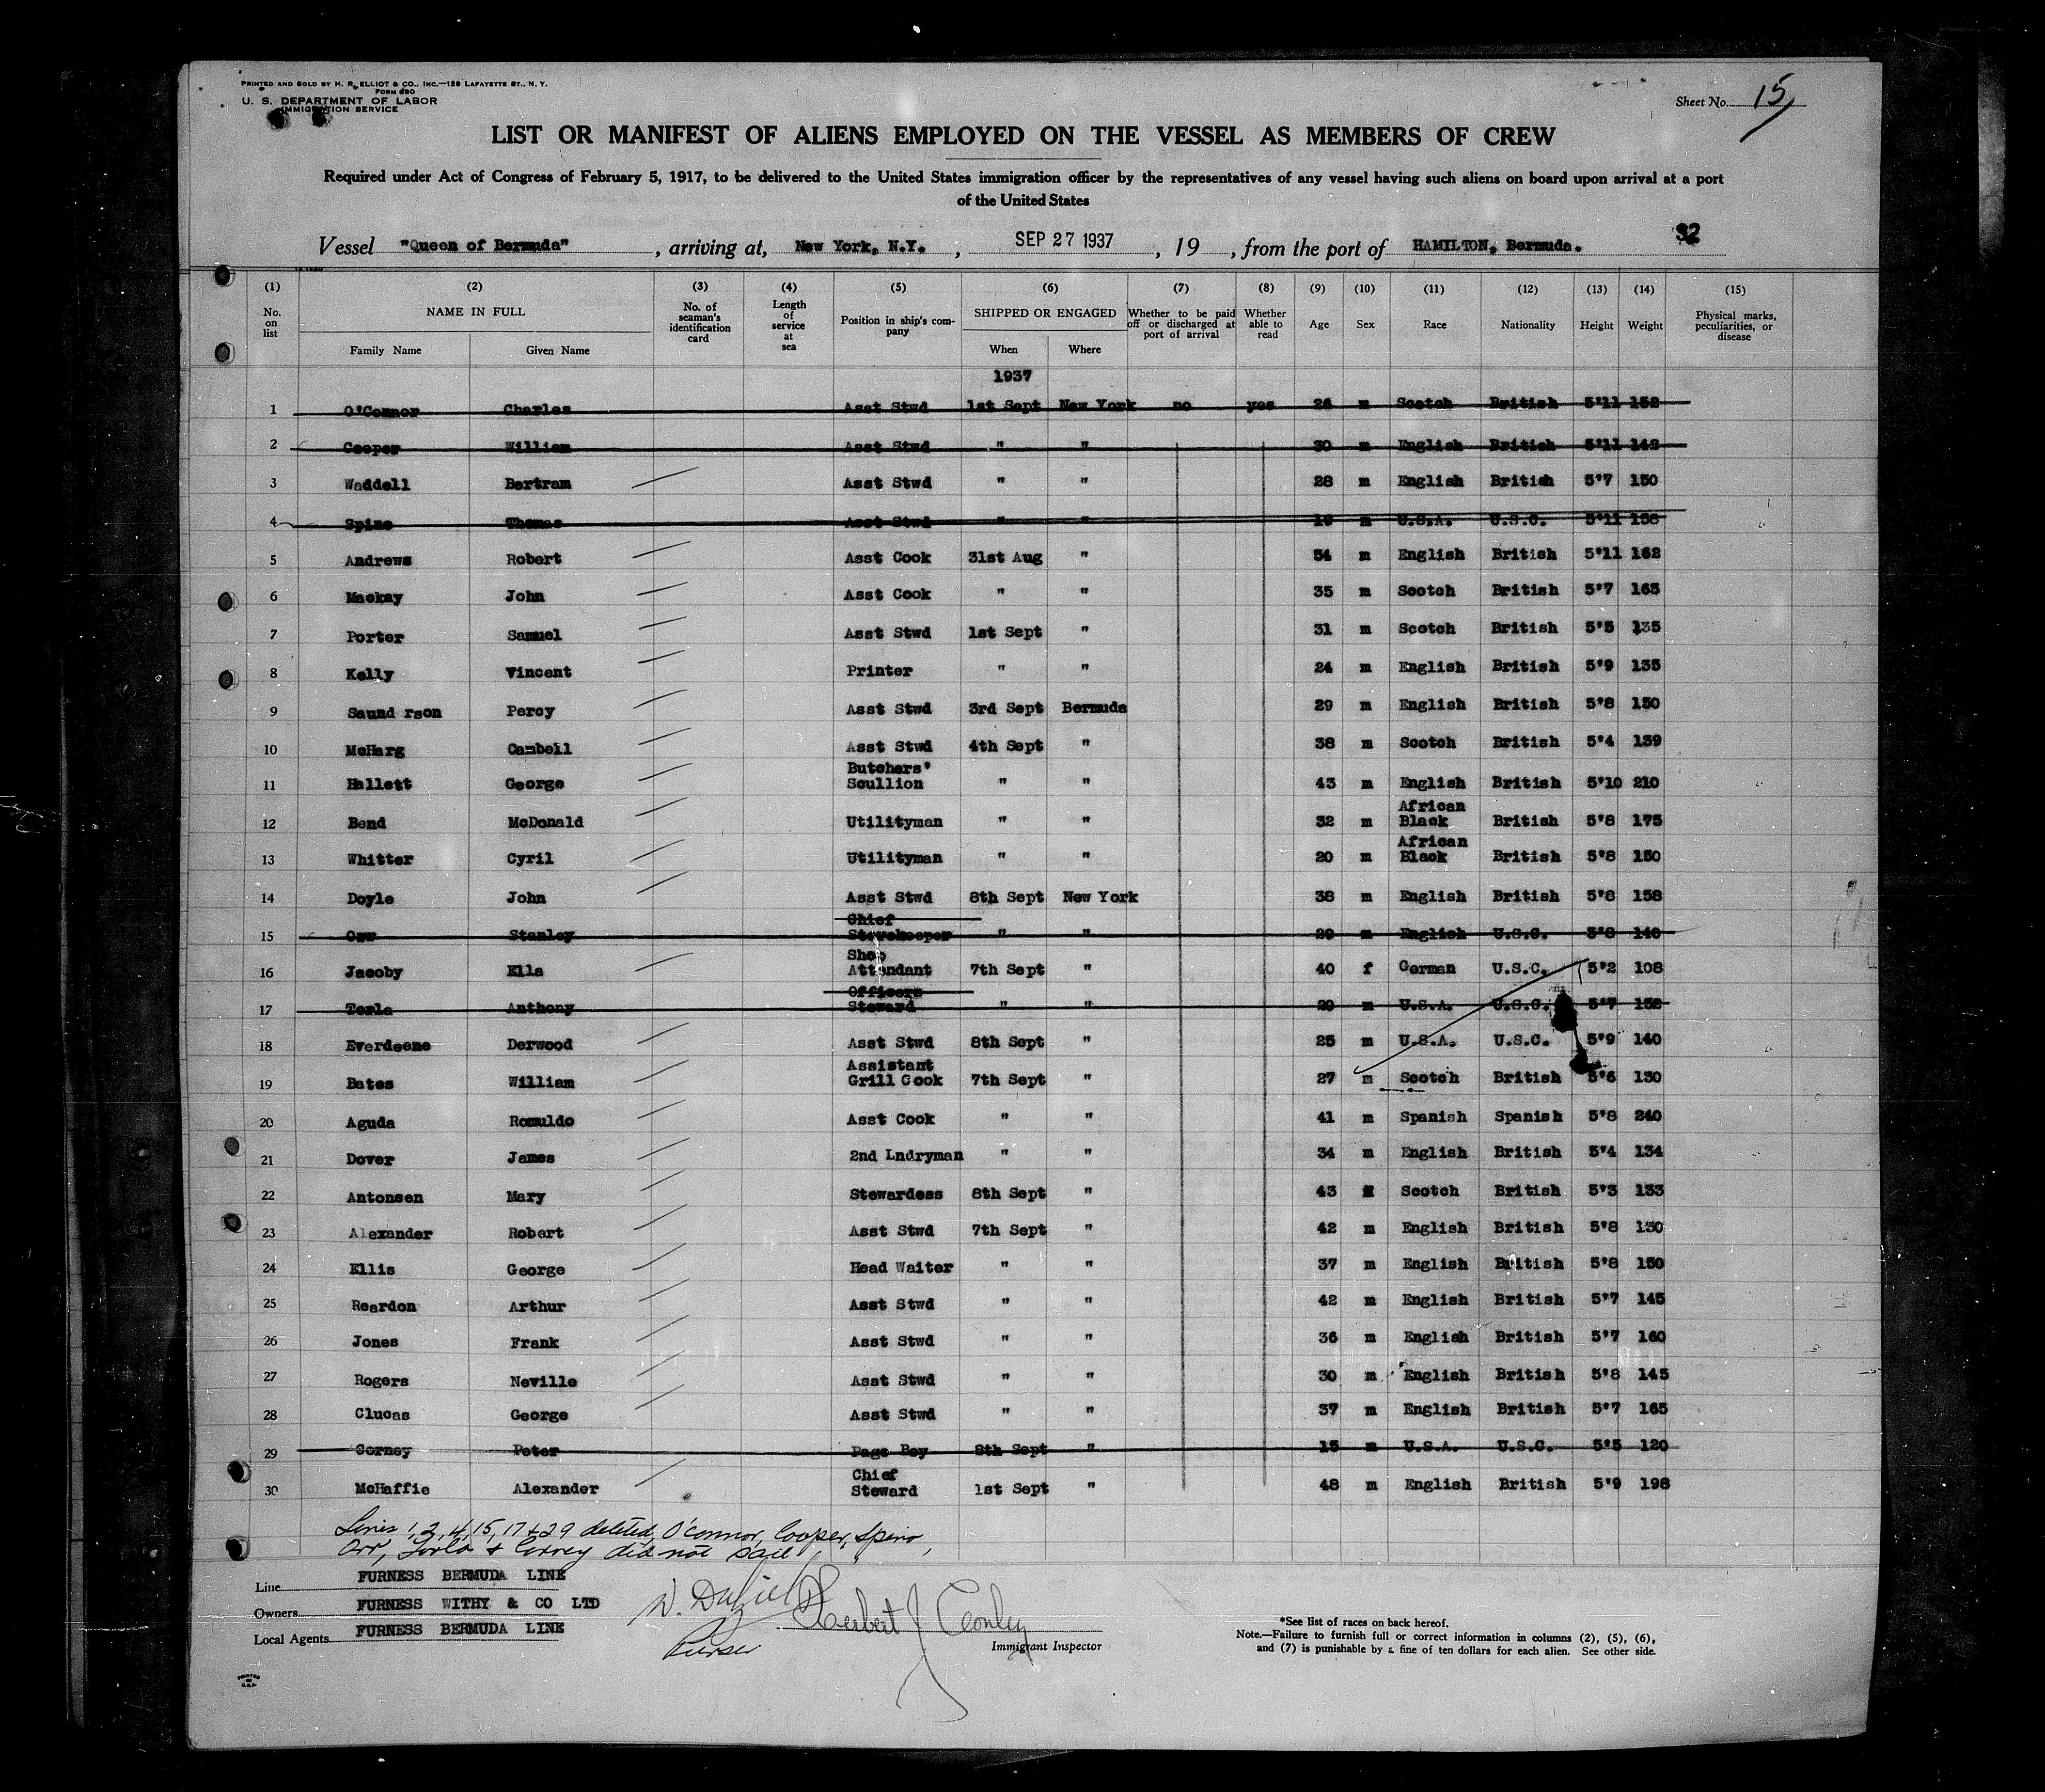 PRINTED AND SOLD BY H. R. ELLIOT & CO., INC.—129 LAFAYETTE ST., N. Y.
FORM 680
U. S. DEPARTMENT OF LABOR
IMMIGRATION SERVICE
Sheet No. 15
LIST OR MANIFEST OF ALIENS EMPLOYED ON THE VESSEL AS MEMBERS OF CREW
Required under Act of Congress of February 5, 1917, to be delivered to the United States immigration officer by the representatives of any vessel having such aliens on board upon arrival at a port
of the United States
32
Vessel "Queen of Bermuda", arriving at, New York, N.Y., SEP 27 1937, 19 , from the port of HAMILTON, Bermuda.
(1) (2) (3) (4) (5) (6) (7) (8) (9) (10) (11) (12) (13) (14) (15)
No. on list NAME IN FULL No. of seaman's identification card Length of service at sea Position in ship's company SHIPPED OR ENGAGED Whether to be paid off or discharged at port of arrival Whether able to read Age Sex Race Nationality Height Weight Physical marks, peculiarities, or disease
Family Name Given Name When Where
1937
1 O'Connor Charles Asst Stwd 1st Sept New York no yes 26 m Scotch British 5'11 152
2 Cooper William Asst Stwd " " 30 m English British 5'11 142
3 Waddell Bertram Asst Stwd " " 28 m English British 5'7 150
4 Spino Thomas Asst Stwd " " m U.S.A. U.S.C. 5'11 158
5 Andrews Robert Asst Cook 31st Aug " 54 m English British 5'11 162
6 Mackay John Asst Cook " " 35 m Scotch British 5'7 165
7 Porter Samuel Asst Stwd 1st Sept " 31 m Scotch British 5'5 135
8 Kelly Vincent Printer " " 24 m English British 5'9 135
9 Saund rson Percy Asst Stwd 3rd Sept Bermuda 29 m English British 5'8 150
10 McHarg Cambell Asst Stwd 4th Sept " 38 m Scotch British 5'4 139
11 Hallett George Butchers' Scullion " " 43 m English British 5'10 210
12 Bend McDonald Utilityman " " 32 m African Black British 5'8 175
13 Whitter Cyril Utilityman " " 20 m African Black British 5'8 150
14 Doyle John Asst Stwd 8th Sept New York 38 m English British 5'8 158
15 Orr Stanley Chief Storekeeper " " 29 m English U.S.C. 5'8 140
16 Jacoby Ella Shop Attendant 7th Sept " 40 f German U.S.C. 5'2 108
17 Torla Anthony Officers Steward " " 29 m U.S.A. U.S.C. 5'7 152
18 Everdeene Derwood Asst Stwd 8th Sept " 25 m U.S.A. U.S.C. 5'9 140
19 Bates William Assistant Grill Cook 7th Sept " 27 m Scotch British 5'6 130
20 Aguda Romuldo Asst Cook " " 41 m Spanish Spanish 5'8 240
21 Dover James 2nd Lndryman " " 34 m English British 5'4 134
22 Antonsen Mary Stewardess 8th Sept " 43 Scotch British 5'3 133
23 Alexander Robert Asst Stwd 7th Sept " 42 m English British 5'8 130
24 Ellis George Head Waiter " " 37 m English British 5'8 150
25 Reardon Arthur Asst Stwd " " 42 m English British 5'7 145
26 Jones Frank Asst Stwd " " 36 m English British 5'7 160
27 Rogers Neville Asst Stwd " " 30 m English British 5'8 145
28 Clucas George Asst Stwd " " 37 m English British 5'7 165
29 Corney Peter Page Boy 8th Sept " 15 m U.S.A. U.S.C. 5'5 120
30 McHaffie Alexander Chief Steward 1st Sept " 48 m English British 5'9 198
Lines 1, 2, 4, 15, 17 & 29 deleted, O'Connor, Cooper, Spino,
Orr, Torla & Corney did not sail
Line FURNESS BERMUDA LINE
Owners FURNESS WITHY & CO LTD
Local Agents FURNESS BERMUDA LINE
Purser
Herbert J Conley
Immigrant Inspector
*See list of races on back hereof.
Note.—Failure to furnish full or correct information in columns (2), (5), (6),
and (7) is punishable by a fine of ten dollars for each alien. See other side.
PRINTED IN U.S.A.